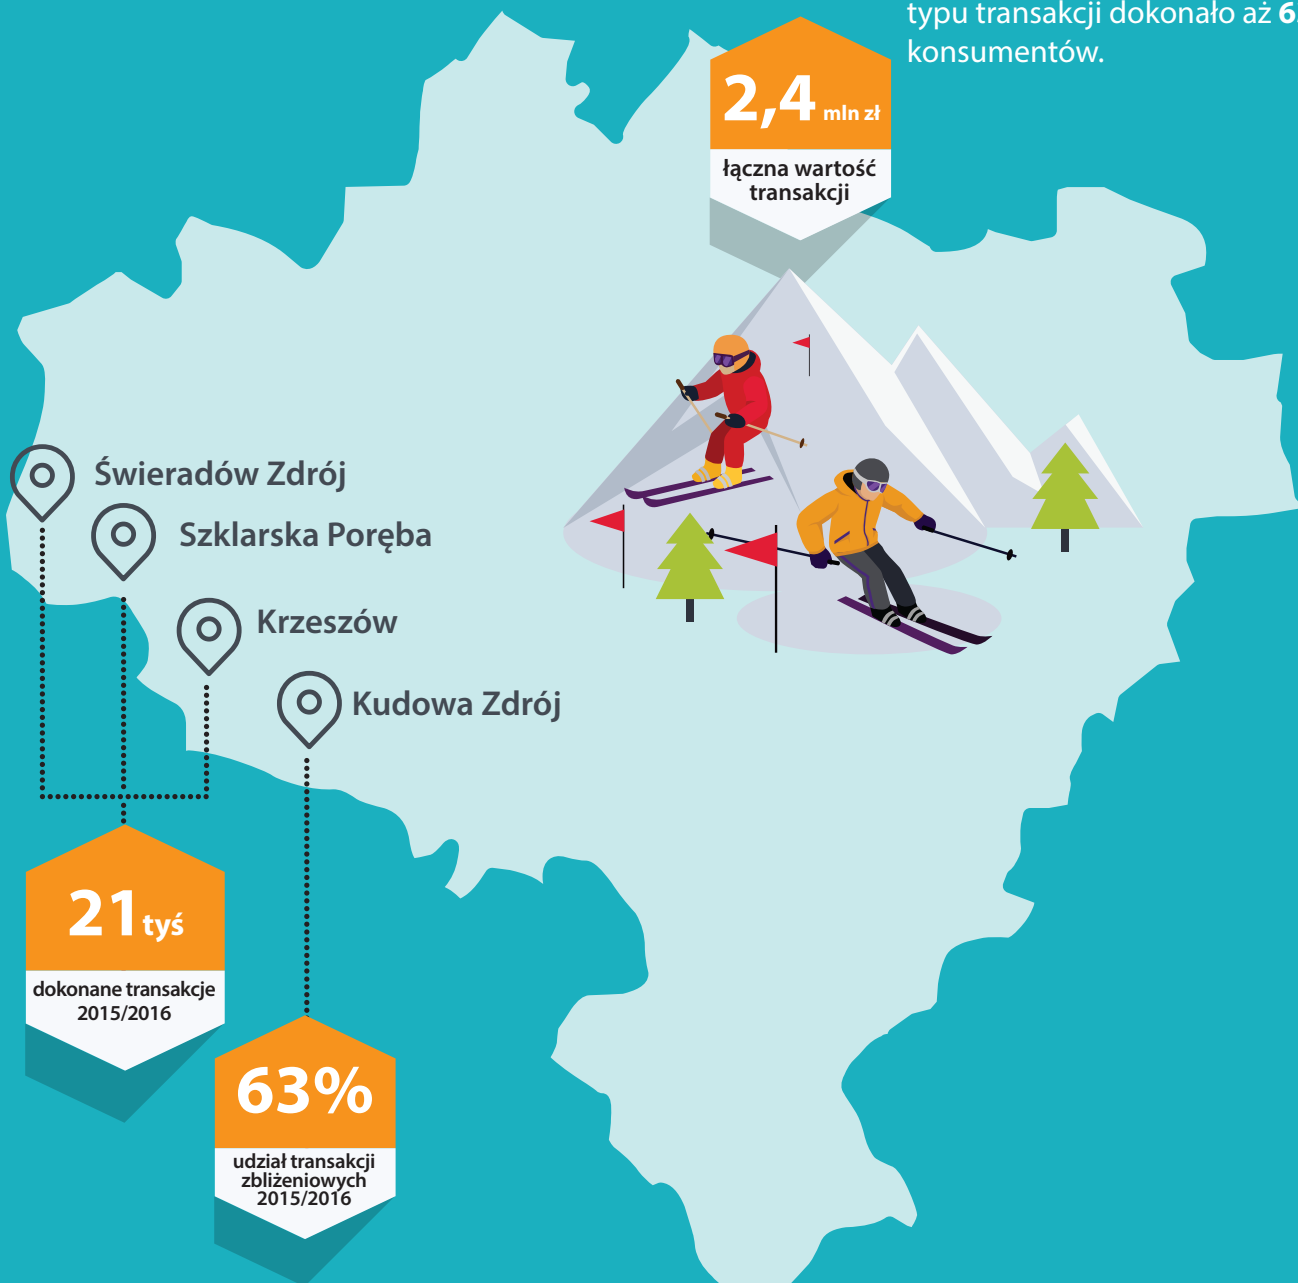 typu transakcji dokonało aż
konsumentów.
2,4 mln zł
łączna wartość
transakcji
Świeradów Zdrój
Szklarska Poręba
Krzeszów
Kudowa Zdrój
21 tyś
dokonane transakcje
2015/2016
63%
udział transakcji
zbliżeniowych
2015/2016